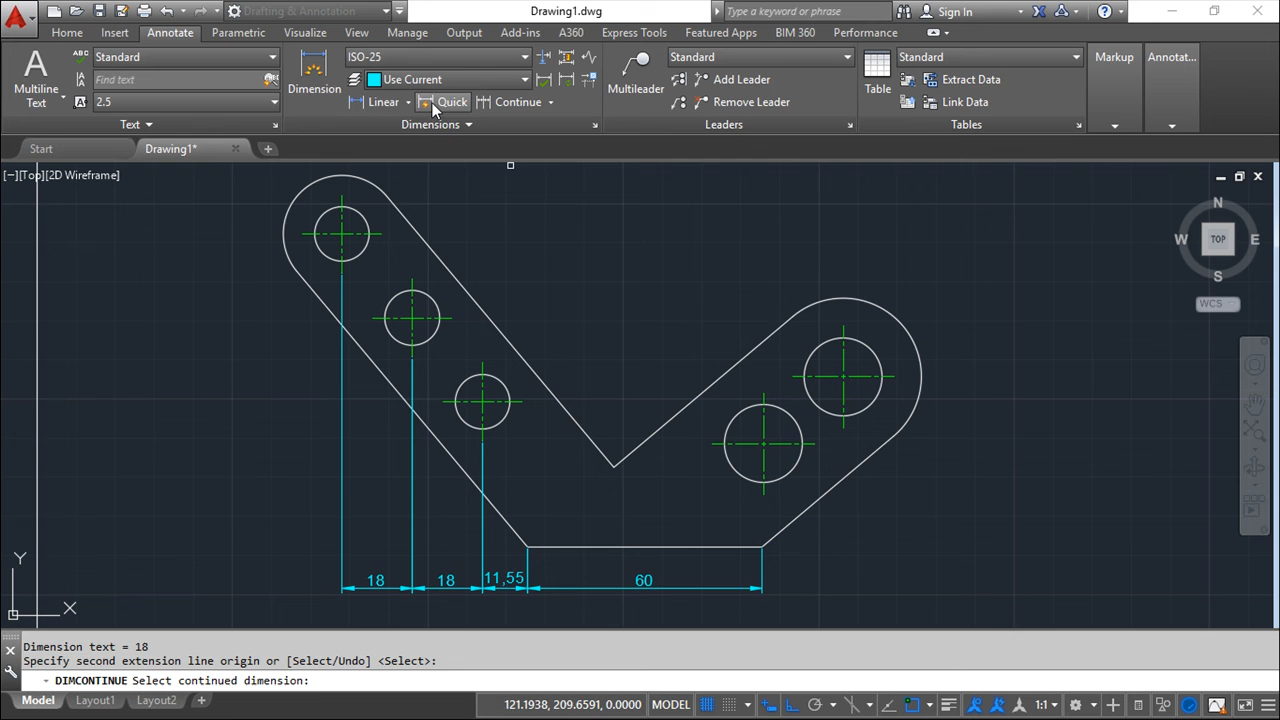 Drafting & Annotation
Drawing1.dwg
Type a keyword or phrase
Sign In
Home Insert Annotate Parametric Visualize View Manage Output Add-ins A360 Express Tools Featured Apps BIM 360 Performance
Standard
ISO-25
Standard
Standard
Multiline
Text
Find text
2.5
Text
Dimension
Use Current
Linear
Quick
Continue
Dimensions
Multileader
Add Leader
Remove Leader
Leaders
Table
Extract Data
Link Data
Tables
Markup
Annotat...
Start
Drawing1*
[−][Top][2D Wireframe]
N
W
TOP
E
S
WCS
18
18
11,55
60
Y
X
Dimension text = 18
Specify second extension line origin or [Select/Undo] <Select>:
DIMCONTINUE Select continued dimension:
Model
Layout1
Layout2
121.1938, 209.6591, 0.0000
MODEL
1:1